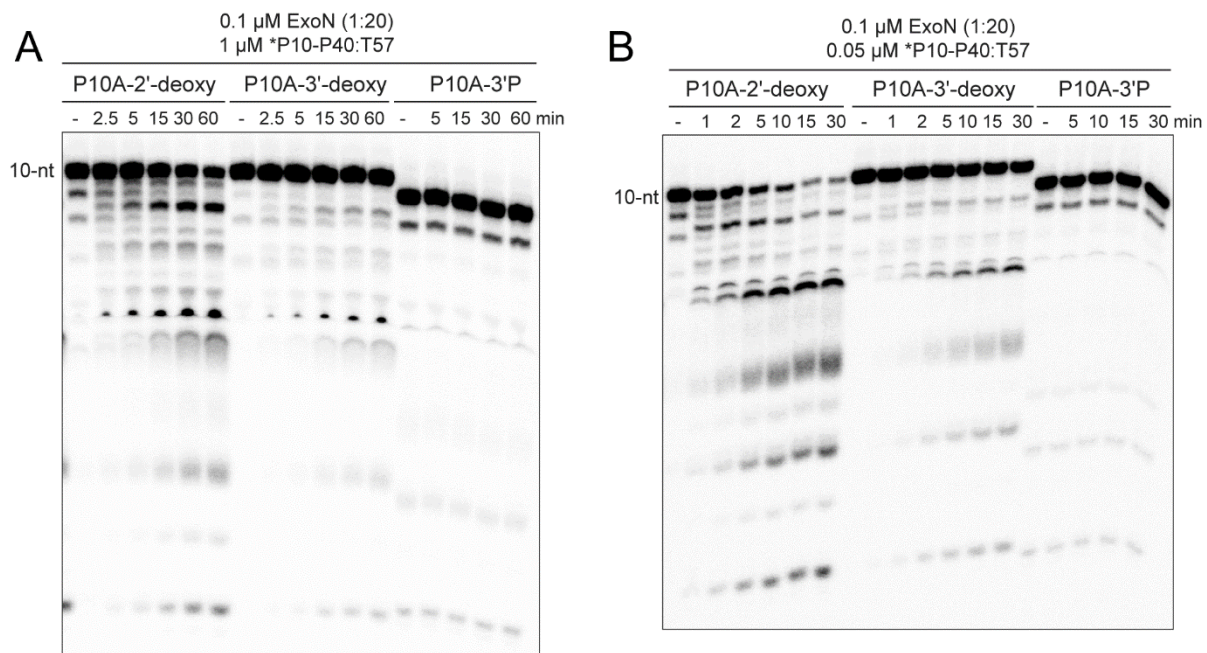 A
0.1 µM ExoN (1:20)
1 µM *P10-P40:T57
P10A-2'-deoxy P10A-3'-deoxy P10A-3'P
- 2.5 5 15 30 60 - 2.5 5 15 30 60 - 5 15 30 60 min
10-nt
B
0.1 µM ExoN (1:20)
0.05 µM *P10-P40:T57
P10A-2'-deoxy P10A-3'-deoxy P10A-3'P
- 1 2 5 10 15 30 - 1 2 5 10 15 30 - 5 10 15 30 min
10-nt